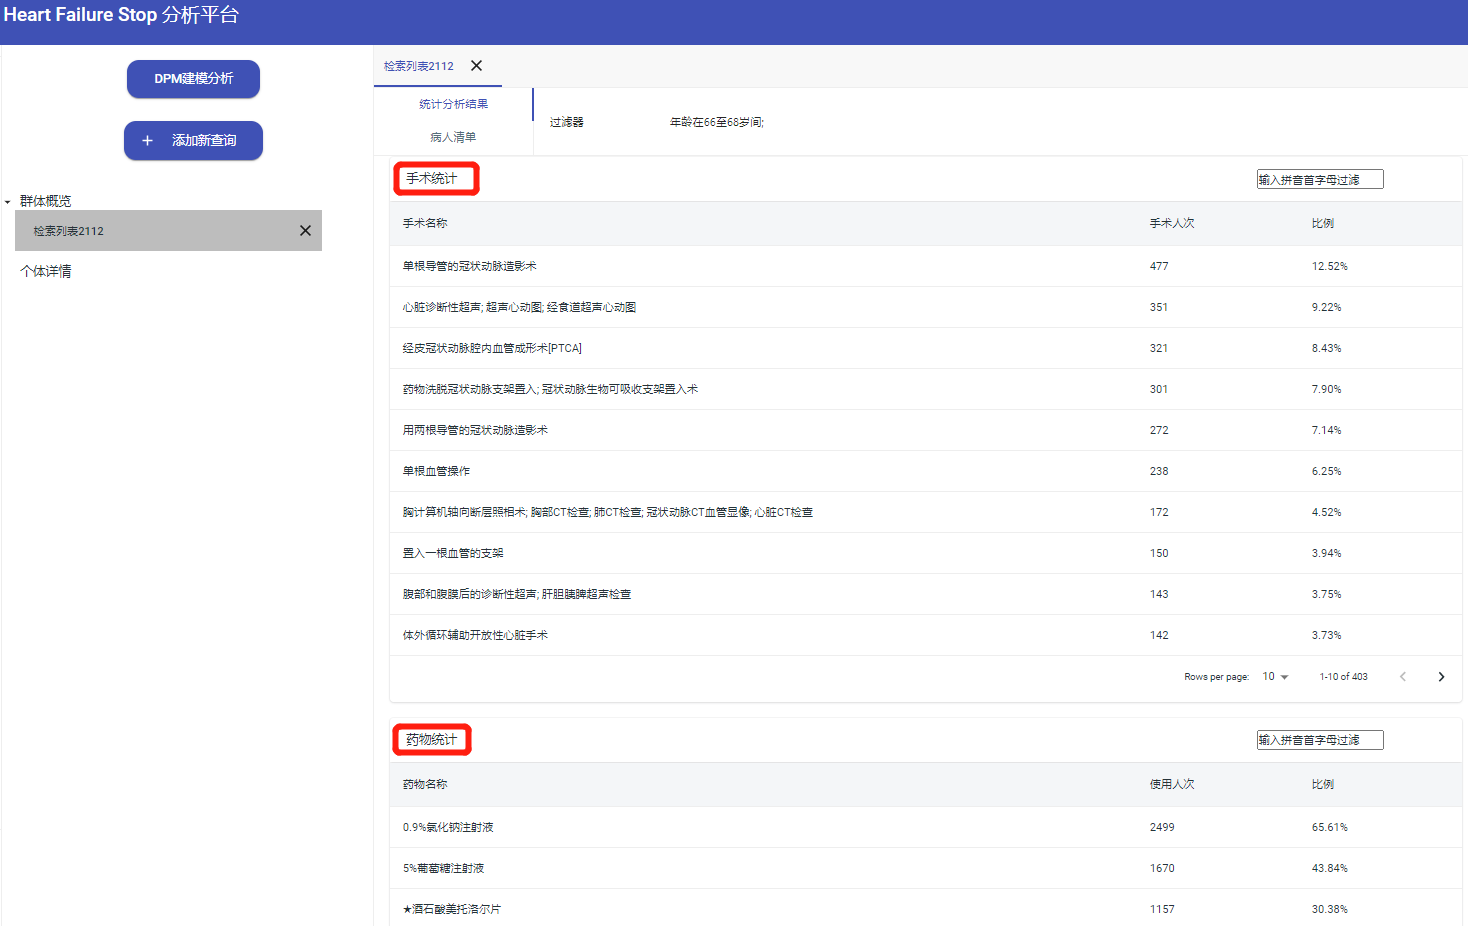 Heart Failure Stop 分析平台
DPM建模分析
+ 添加新查询
群体概览
检索列表2112
个体详情
检索列表2112
统计分析结果
病人清单
过滤器 年龄在66至68岁间;
手术统计 输入拼音首字母过滤
手术名称 手术人次 比例
单根导管的冠状动脉造影术 477 12.52%
心脏诊断性超声; 超声心动图; 经食道超声心动图 351 9.22%
经皮冠状动脉腔内血管成形术[PTCA] 321 8.43%
药物洗脱冠状动脉支架置入; 冠状动脉生物可吸收支架置入术 301 7.90%
用两根导管的冠状动脉造影术 272 7.14%
单根血管操作 238 6.25%
胸计算机轴向断层照相术; 胸部CT检查; 肺CT检查; 冠状动脉CT血管显像; 心脏CT检查 172 4.52%
置入一根血管的支架 150 3.94%
腹部和腹膜后的诊断性超声; 肝胆胰脾超声检查 143 3.75%
体外循环辅助开放性心脏手术 142 3.73%
Rows per page: 10 1-10 of 403
药物统计 输入拼音首字母过滤
药物名称 使用人次 比例
0.9%氯化钠注射液 2499 65.61%
5%葡萄糖注射液 1670 43.84%
★酒石酸美托洛尔片 1157 30.38%